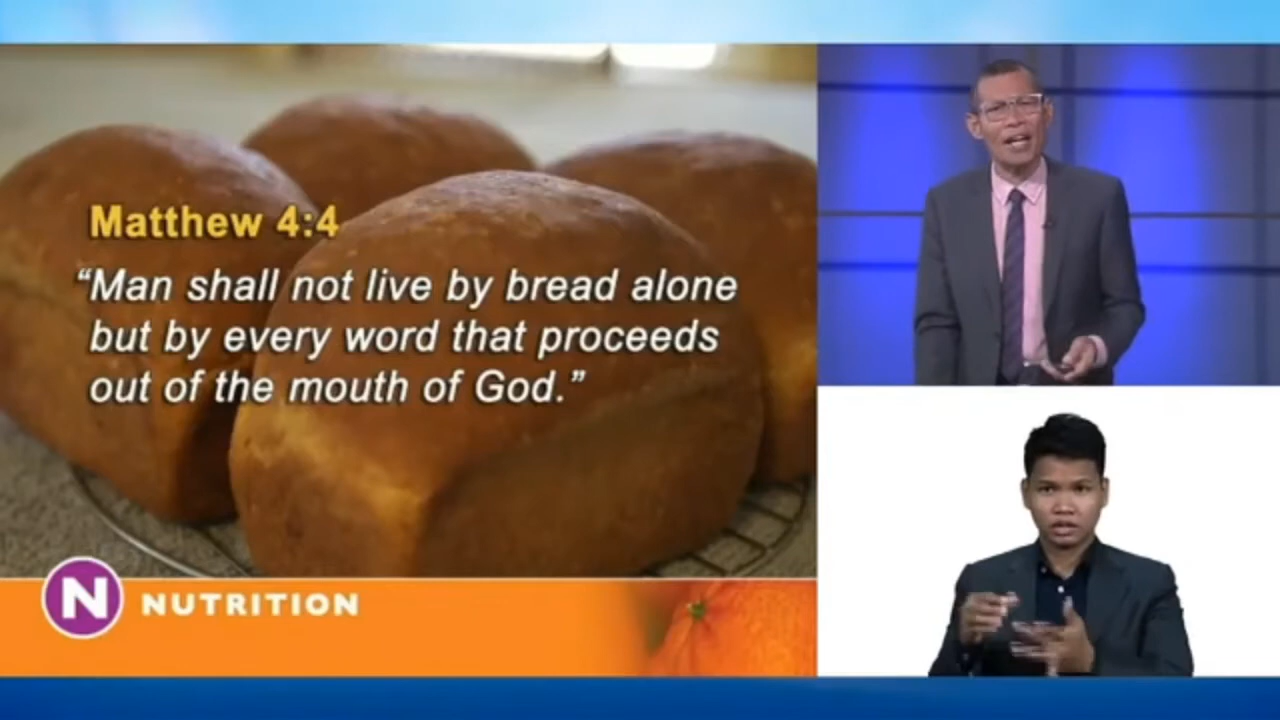 Matthew 4:4
“Man shall not live by bread alone
but by every word that proceeds
out of the mouth of God.”
N NUTRITION